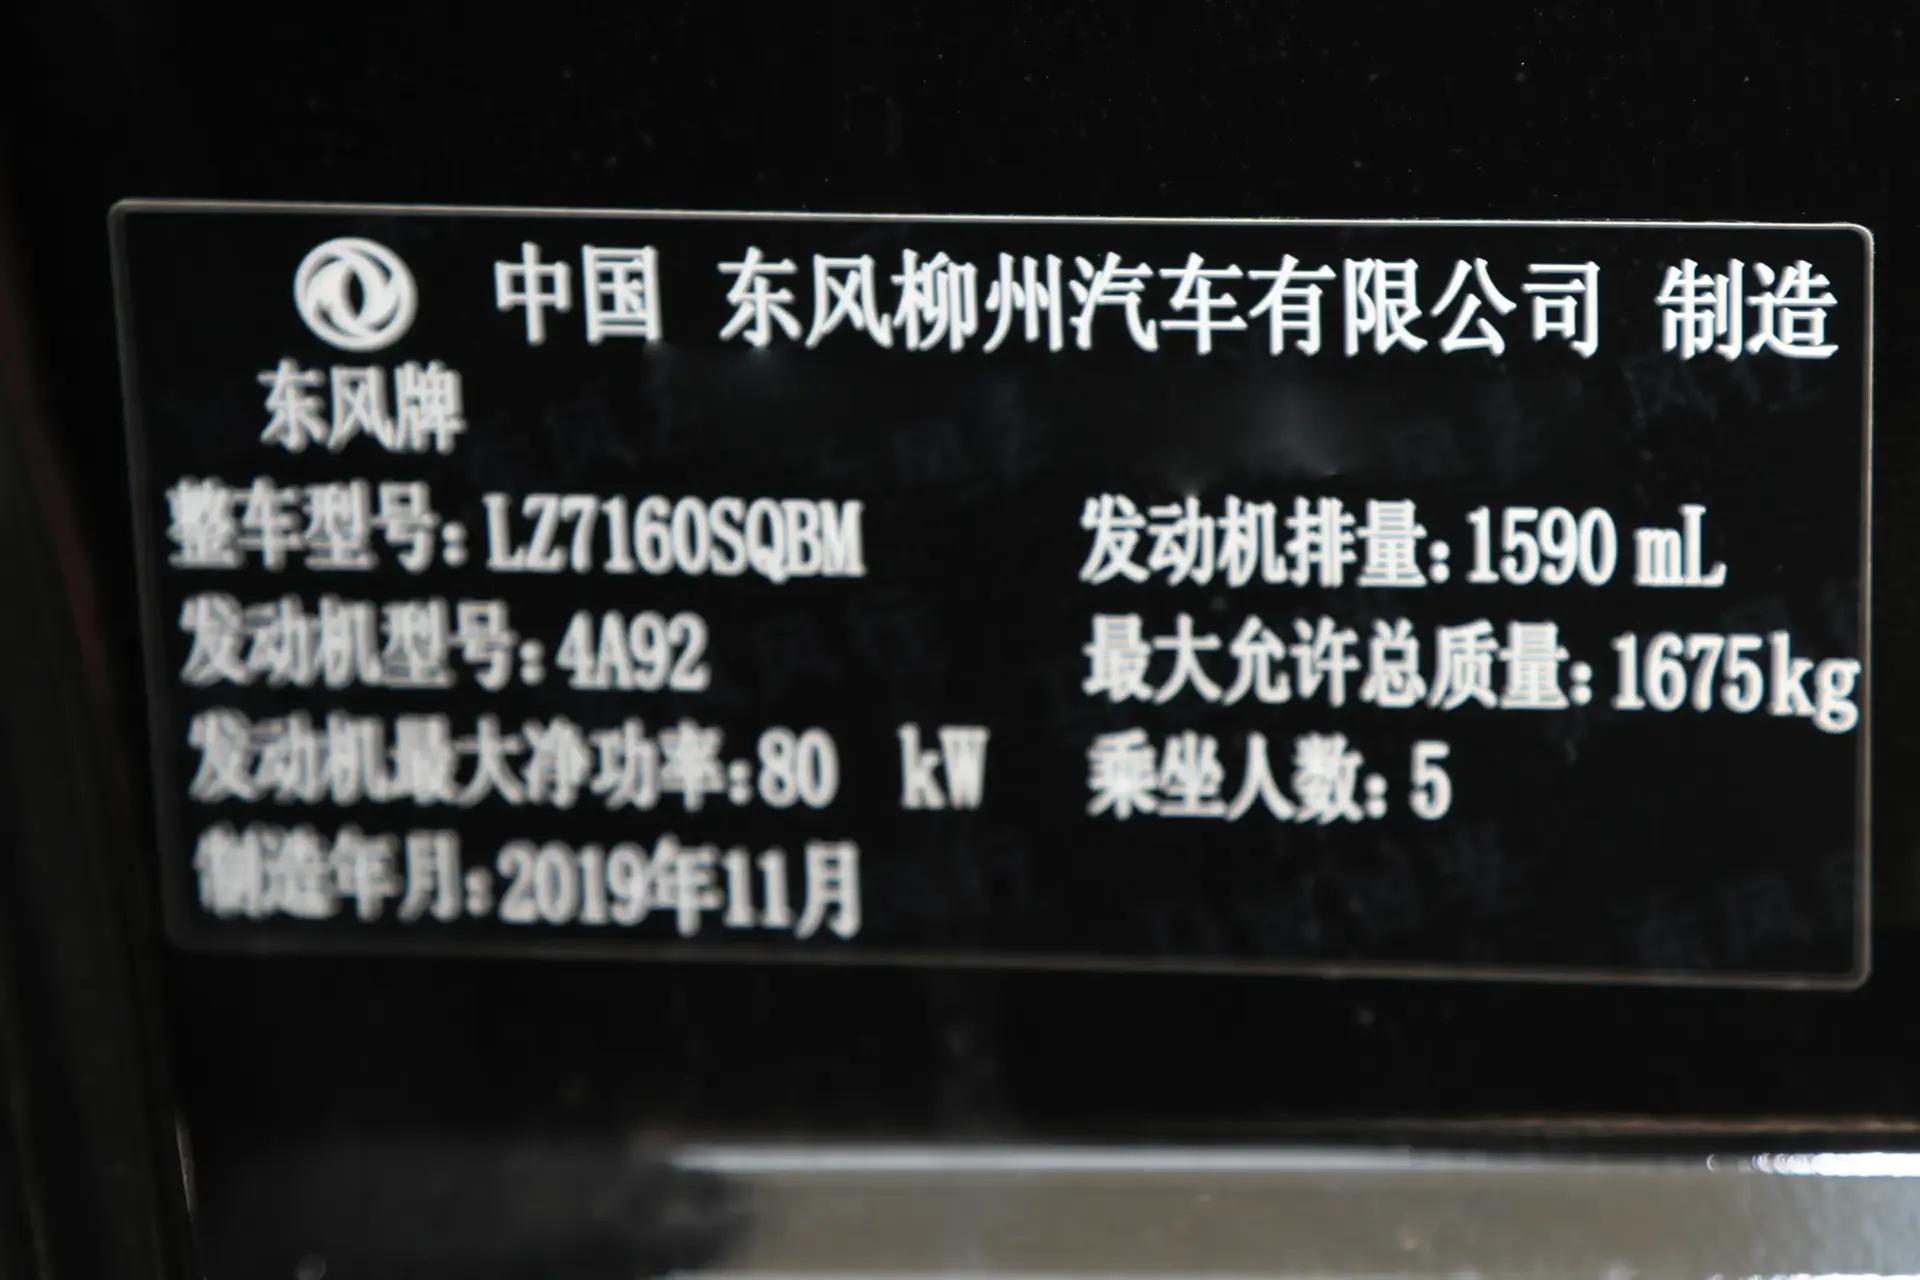 中国 东风柳州汽车有限公司 制造
东风牌
整车型号:LZ7160SQBM 发动机排量:1590 mL
发动机型号:4A92 最大允许总质量:1675kg
发动机最大净功率:80 kW 乘坐人数:5
制造年月:2019年11月